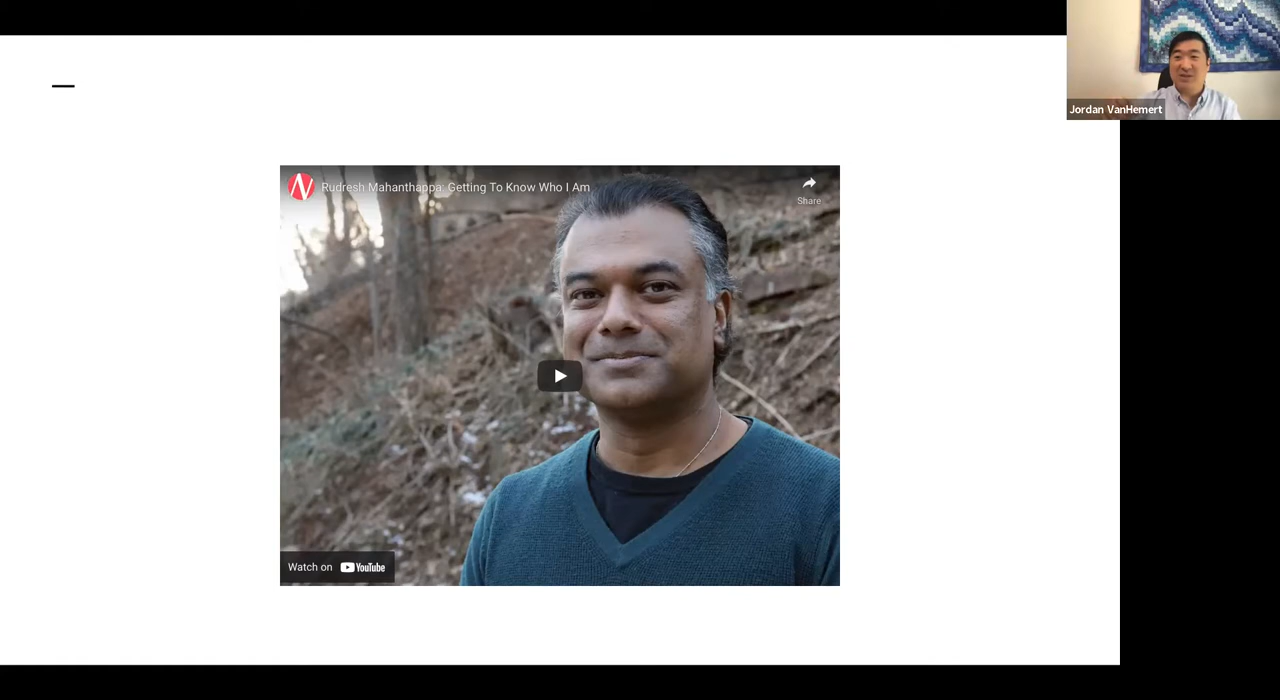 Jordan VanHemert
Rudresh Mahanthappa: Getting To Know Who I Am
Share
Watch on YouTube